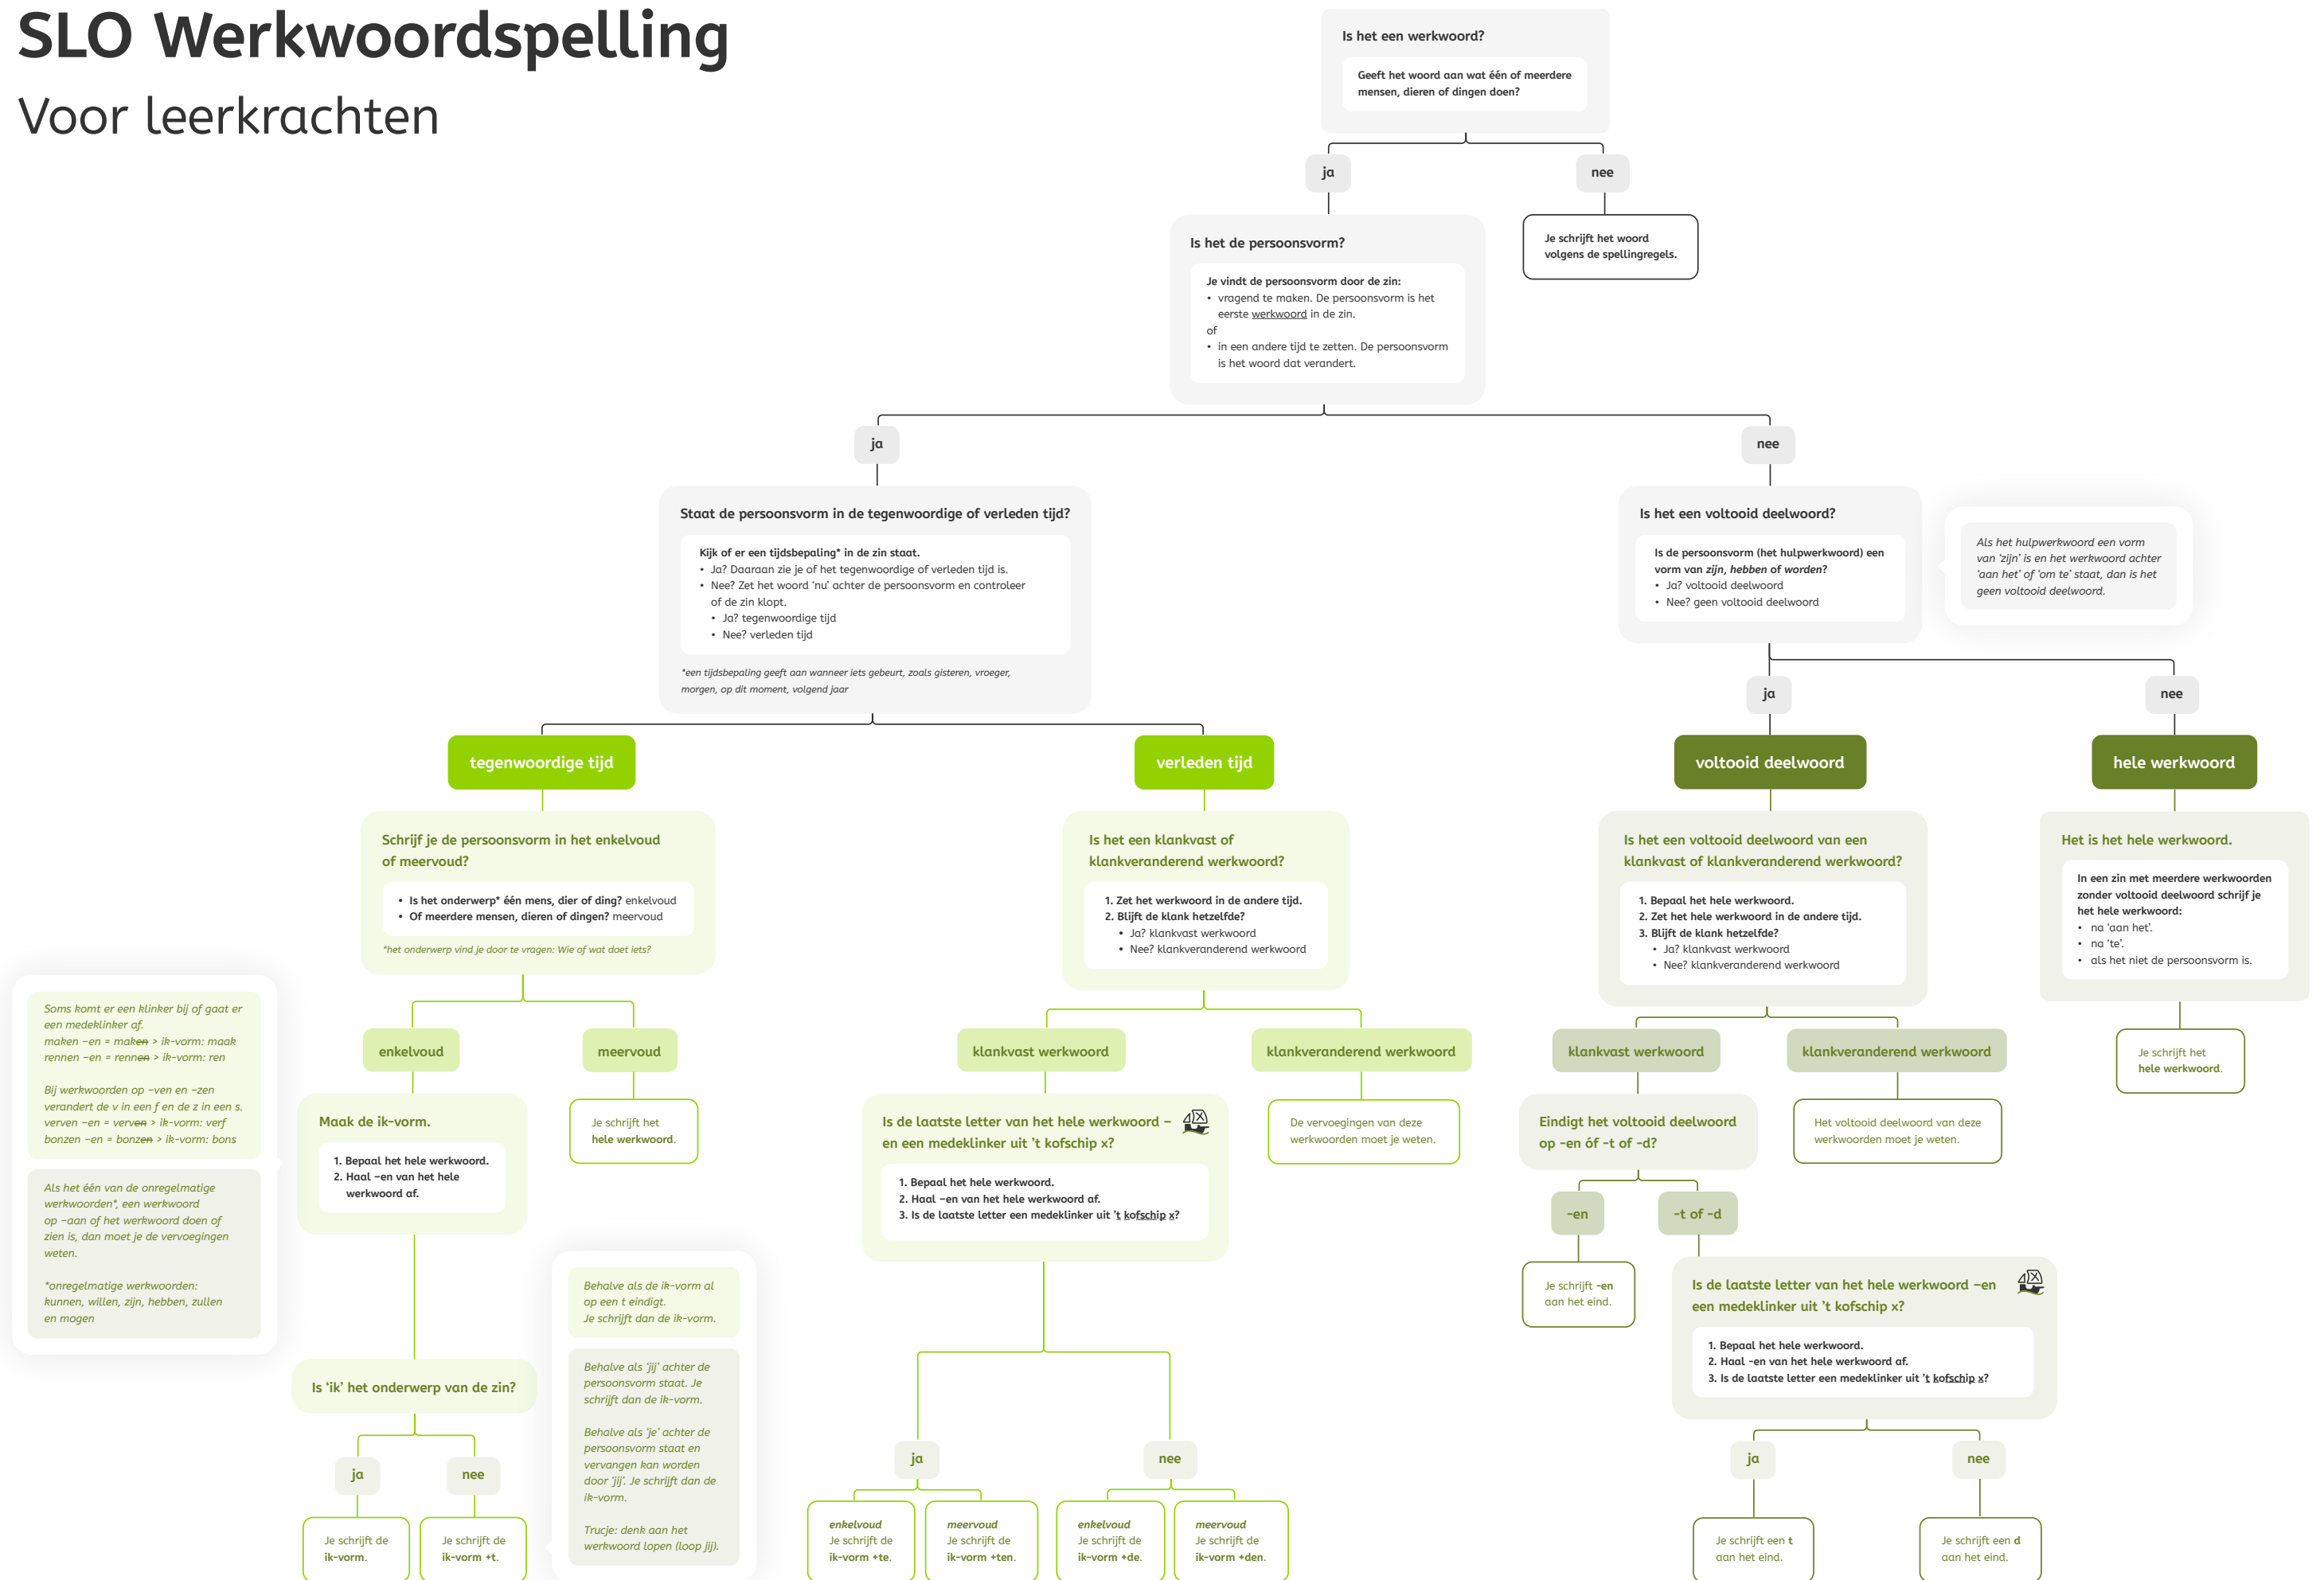 SLO Werkwoordspelling
Voor leerkrachten
Is het een werkwoord?
Geeft het woord aan wat één of meerdere
mensen, dieren of dingen doen?
ja
nee
Is het de persoonsvorm?
Je vindt de persoonsvorm door de zin:
• vragend te maken. De persoonsvorm is het
eerste werkwoord in de zin.
of
• in een andere tijd te zetten. De persoonsvorm
is het woord dat verandert.
Je schrijft het woord
volgens de spellingregels.
ja
nee
Staat de persoonsvorm in de tegenwoordige of verleden tijd?
Kijk of er een tijdsbepaling* in de zin staat.
• Ja? Daaraan zie je of het tegenwoordige of verleden tijd is.
• Nee? Zet het woord ‘nu’ achter de persoonsvorm en controleer
of de zin klopt.
• Ja? tegenwoordige tijd
• Nee? verleden tijd
*een tijdsbepaling geeft aan wanneer iets gebeurt, zoals gisteren, vroeger,
morgen, op dit moment, volgend jaar
Is het een voltooid deelwoord?
Is de persoonsvorm (het hulpwerkwoord) een
vorm van zijn, hebben of worden?
• Ja? voltooid deelwoord
• Nee? geen voltooid deelwoord
Als het hulpwerkwoord een vorm
van ‘zijn’ is en het werkwoord achter
‘aan het’ of ‘om te’ staat, dan is het
geen voltooid deelwoord.
ja
nee
tegenwoordige tijd
verleden tijd
voltooid deelwoord
hele werkwoord
Schrijf je de persoonsvorm in het enkelvoud
of meervoud?
• Is het onderwerp* één mens, dier of ding? enkelvoud
• Of meerdere mensen, dieren of dingen? meervoud
*het onderwerp vind je door te vragen: Wie of wat doet iets?
Is het een klankvast of
klankveranderend werkwoord?
1. Zet het werkwoord in de andere tijd.
2. Blijft de klank hetzelfde?
• Ja? klankvast werkwoord
• Nee? klankveranderend werkwoord
Is het een voltooid deelwoord van een
klankvast of klankveranderend werkwoord?
1. Bepaal het hele werkwoord.
2. Zet het hele werkwoord in de andere tijd.
3. Blijft de klank hetzelfde?
• Ja? klankvast werkwoord
• Nee? klankveranderend werkwoord
Het is het hele werkwoord.
In een zin met meerdere werkwoorden
zonder voltooid deelwoord schrijf je
het hele werkwoord:
• na ‘aan het’.
• na ‘te’.
• als het niet de persoonsvorm is.
Soms komt er een klinker bij of gaat er
een medeklinker af.
maken –en = maken > ik-vorm: maak
rennen –en = rennen > ik-vorm: ren
Bij werkwoorden op –ven en –zen
verandert de v in een f en de z in een s.
verven –en = verven > ik-vorm: verf
bonzen –en = bonzen > ik-vorm: bons
Als het één van de onregelmatige
werkwoorden*, een werkwoord
op –aan of het werkwoord doen of
zien is, dan moet je de vervoegingen
weten.
*onregelmatige werkwoorden:
kunnen, willen, zijn, hebben, zullen
en mogen
enkelvoud
meervoud
Maak de ik-vorm.
1. Bepaal het hele werkwoord.
2. Haal –en van het hele
werkwoord af.
Je schrijft het
hele werkwoord.
klankvast werkwoord
klankveranderend werkwoord
Is de laatste letter van het hele werkwoord –
en een medeklinker uit ’t kofschip x?
1. Bepaal het hele werkwoord.
2. Haal –en van het hele werkwoord af.
3. Is de laatste letter een medeklinker uit ’t kofschip x?
De vervoegingen van deze
werkwoorden moet je weten.
klankvast werkwoord
klankveranderend werkwoord
Eindigt het voltooid deelwoord
op -en óf -t of -d?
Het voltooid deelwoord van deze
werkwoorden moet je weten.
Je schrijft het
hele werkwoord.
-en
-t of -d
Je schrijft -en
aan het eind.
Is de laatste letter van het hele werkwoord –en
een medeklinker uit ’t kofschip x?
1. Bepaal het hele werkwoord.
2. Haal -en van het hele werkwoord af.
3. Is de laatste letter een medeklinker uit ’t kofschip x?
Behalve als de ik-vorm al
op een t eindigt.
Je schrijft dan de ik-vorm.
Behalve als ‘jij’ achter de
persoonsvorm staat. Je
schrijft dan de ik-vorm.
Behalve als ‘je’ achter de
persoonsvorm staat en
vervangen kan worden
door ‘jij’. Je schrijft dan de
ik-vorm.
Trucje: denk aan het
werkwoord lopen (loop jij).
Is ‘ik’ het onderwerp van de zin?
ja
nee
Je schrijft de
ik-vorm.
Je schrijft de
ik-vorm +t.
ja
nee
enkelvoud
Je schrijft de
ik-vorm +te.
meervoud
Je schrijft de
ik-vorm +ten.
enkelvoud
Je schrijft de
ik-vorm +de.
meervoud
Je schrijft de
ik-vorm +den.
ja
nee
Je schrijft een t
aan het eind.
Je schrijft een d
aan het eind.